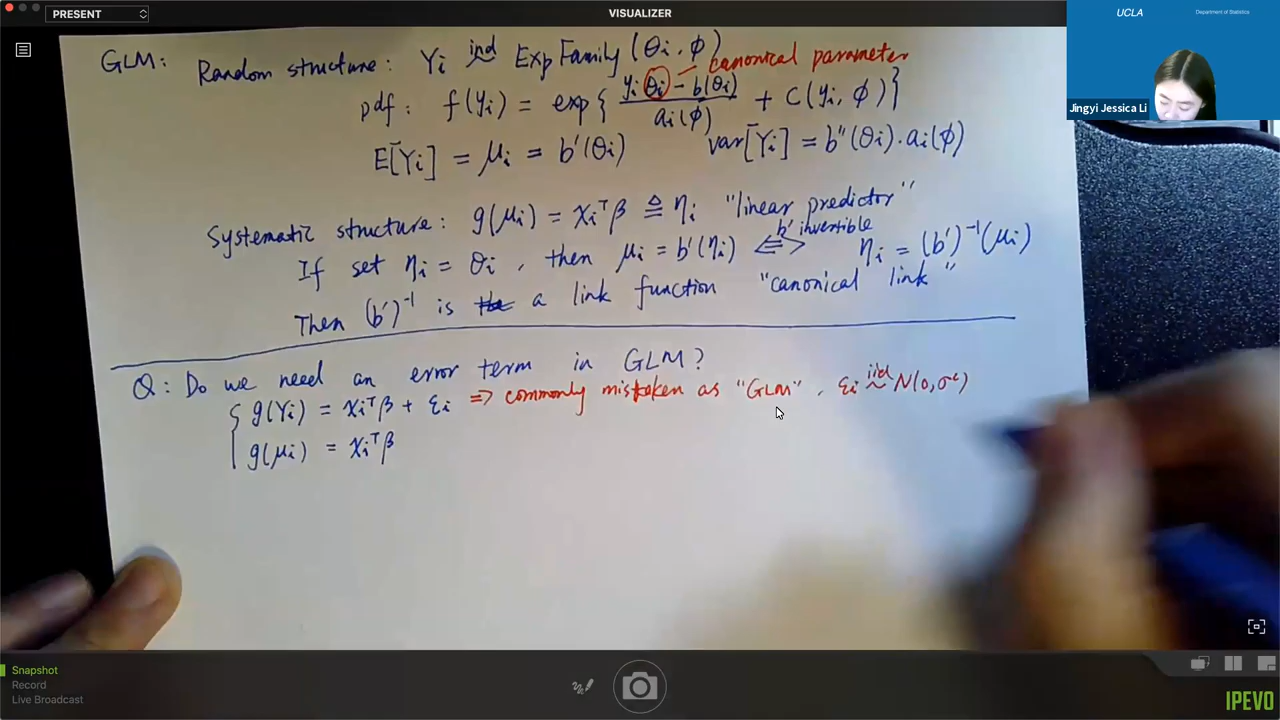 PRESENT
VISUALIZER
UCLA
Department of Statistics
Jingyi Jessica Li
GLM: Random structure: Yᵢ ind~ Exp Family (θᵢ, ϕ)
canonical parameter
pdf: f(yᵢ) = exp{ (yᵢθᵢ - b(θᵢ)) / aᵢ(ϕ) + C(yᵢ, ϕ) }
E[Yᵢ] = μᵢ = b'(θᵢ) var[Yᵢ] = b''(θᵢ)·aᵢ(ϕ)
Systematic structure: g(μᵢ) = xᵢᵀβ ≜ ηᵢ "linear predictor"
b' invertible
If set ηᵢ = θᵢ, then μᵢ = b'(ηᵢ) ⟺ ηᵢ = (b')⁻¹(μᵢ)
Then (b')⁻¹ is the a link function "canonical link"
Q: Do we need an error term in GLM?
{ g(Yᵢ) = xᵢᵀβ + εᵢ ⇒ commonly mistaken as "GLM", εᵢ iid~ N(0,σ²)
g(μᵢ) = xᵢᵀβ
Snapshot
Record
Live Broadcast
IPEVO